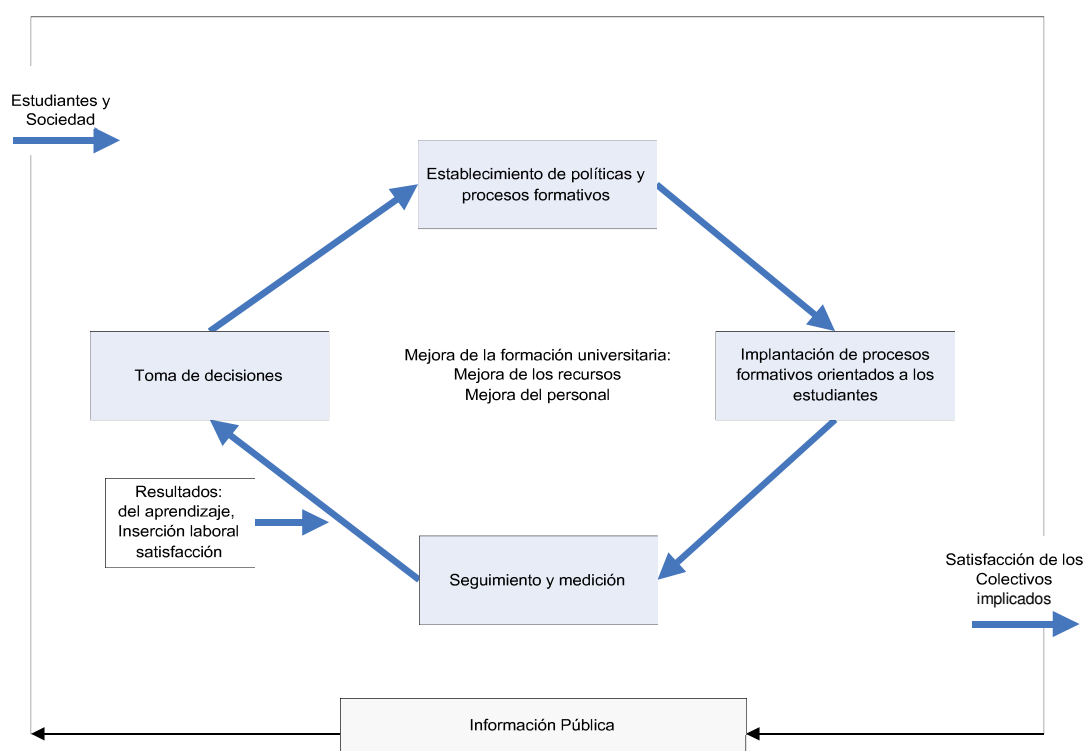 Estudiantes y
Sociedad
Establecimiento de políticas y
procesos formativos
Toma de decisiones
Mejora de la formación universitaria:
Mejora de los recursos
Mejora del personal
Implantación de procesos
formativos orientados a los
estudiantes
Resultados:
del aprendizaje,
Inserción laboral
satisfacción
Seguimiento y medición
Satisfacción de los
Colectivos
implicados
Información Pública